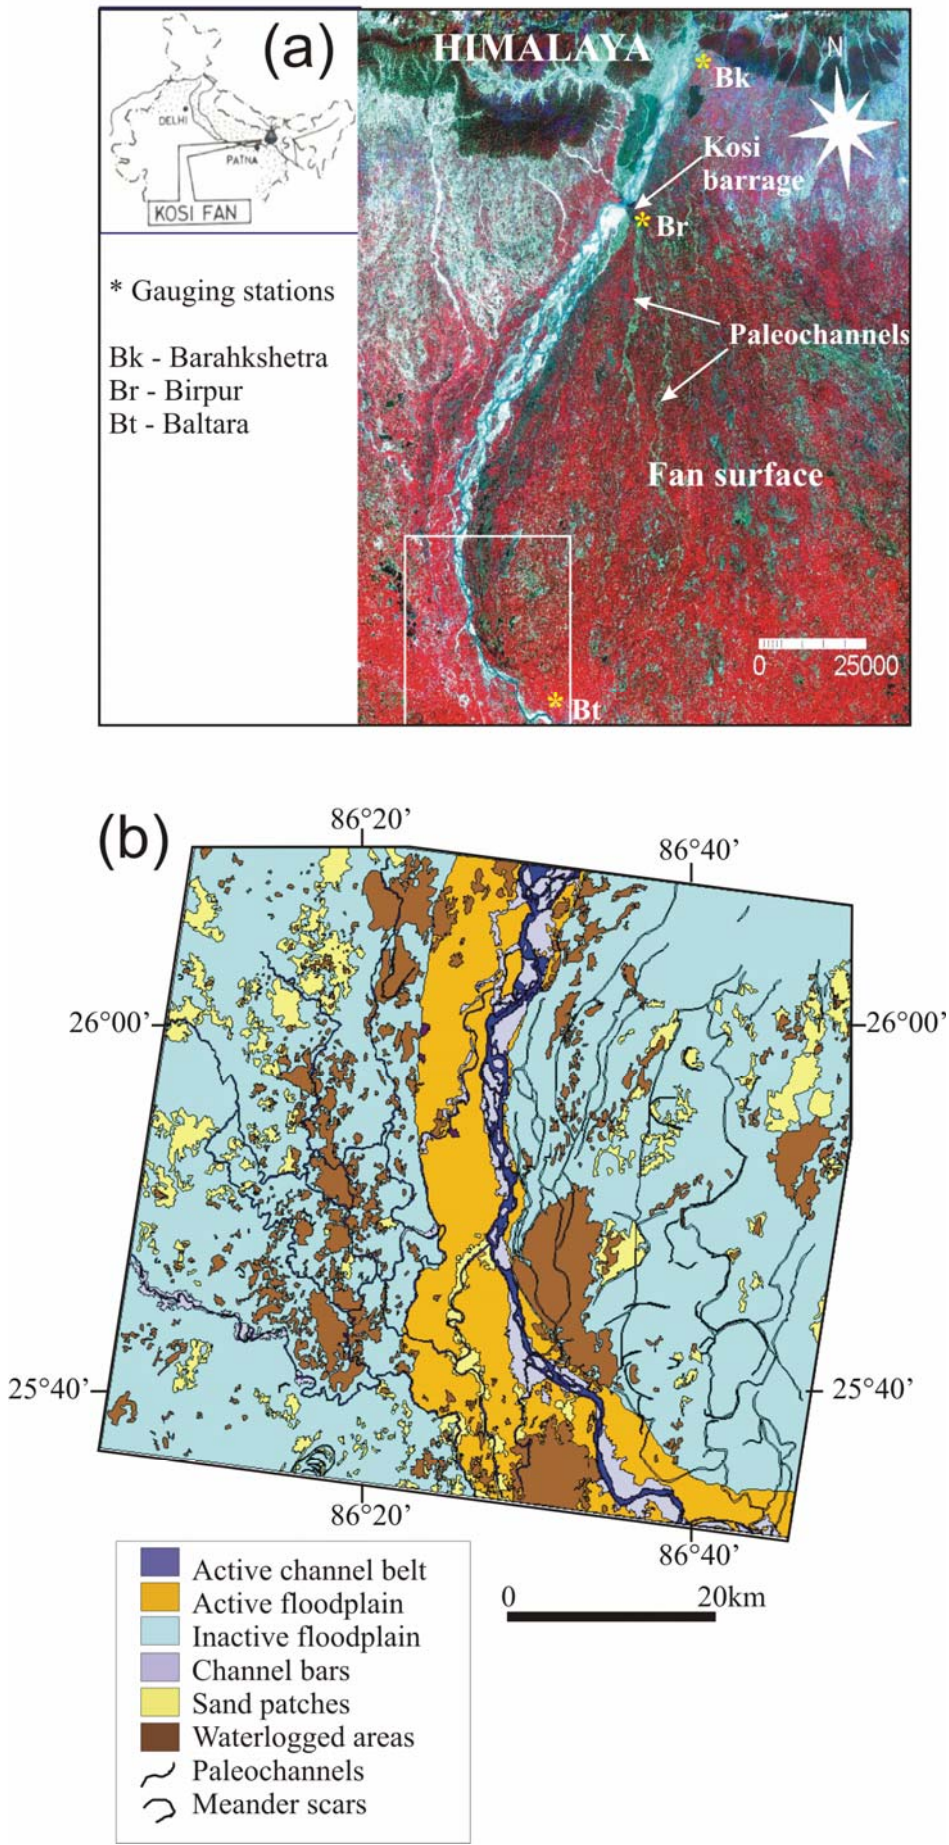 (a)
DELHI
PATNA
KOSI FAN
* Gauging stations
Bk - Barahkshetra
Br - Birpur
Bt - Baltara
HIMALAYA
N
* Bk
Kosi
barrage
* Br
Paleochannels
Fan surface
0 25000
* Bt
(b)
86°20’
86°40’
26°00’
26°00’
25°40’
25°40’
86°20’
86°40’
Active channel belt
Active floodplain
Inactive floodplain
Channel bars
Sand patches
Waterlogged areas
Paleochannels
Meander scars
0 20km